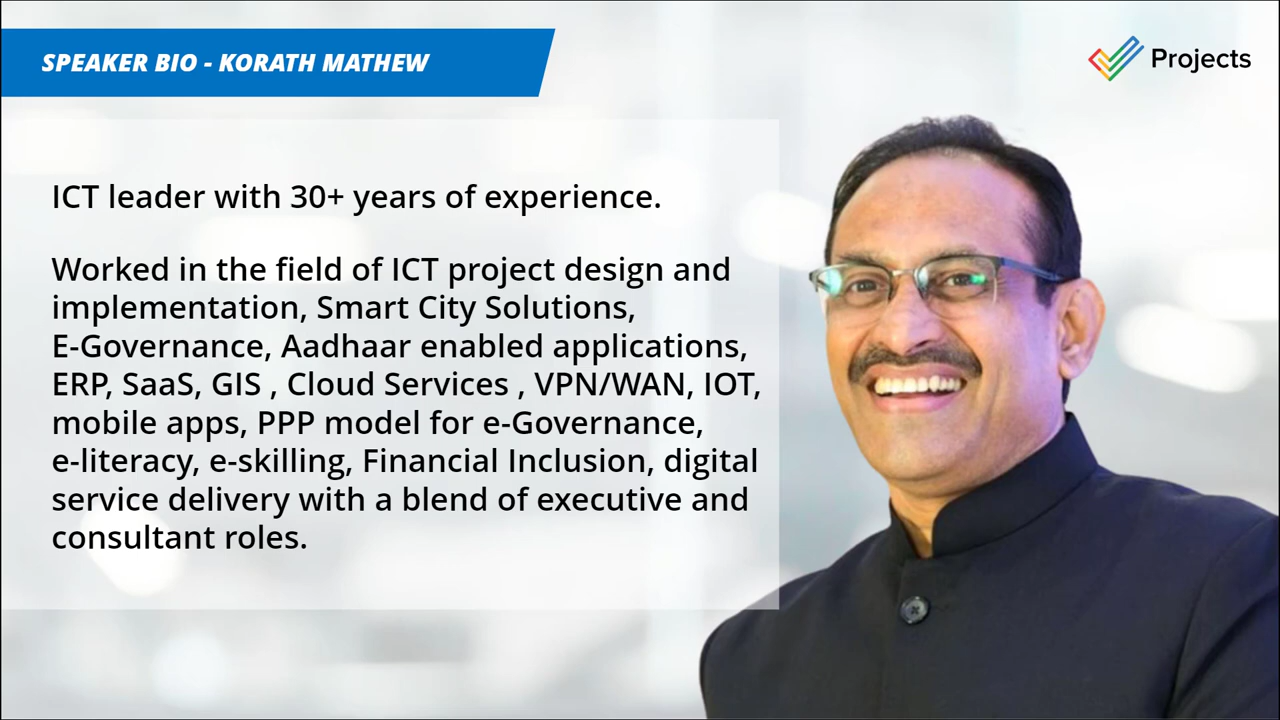 SPEAKER BIO - KORATH MATHEW
Projects
ICT leader with 30+ years of experience.
Worked in the field of ICT project design and
implementation, Smart City Solutions,
E-Governance, Aadhaar enabled applications,
ERP, SaaS, GIS , Cloud Services , VPN/WAN, IOT,
mobile apps, PPP model for e-Governance,
e-literacy, e-skilling, Financial Inclusion, digital
service delivery with a blend of executive and
consultant roles.